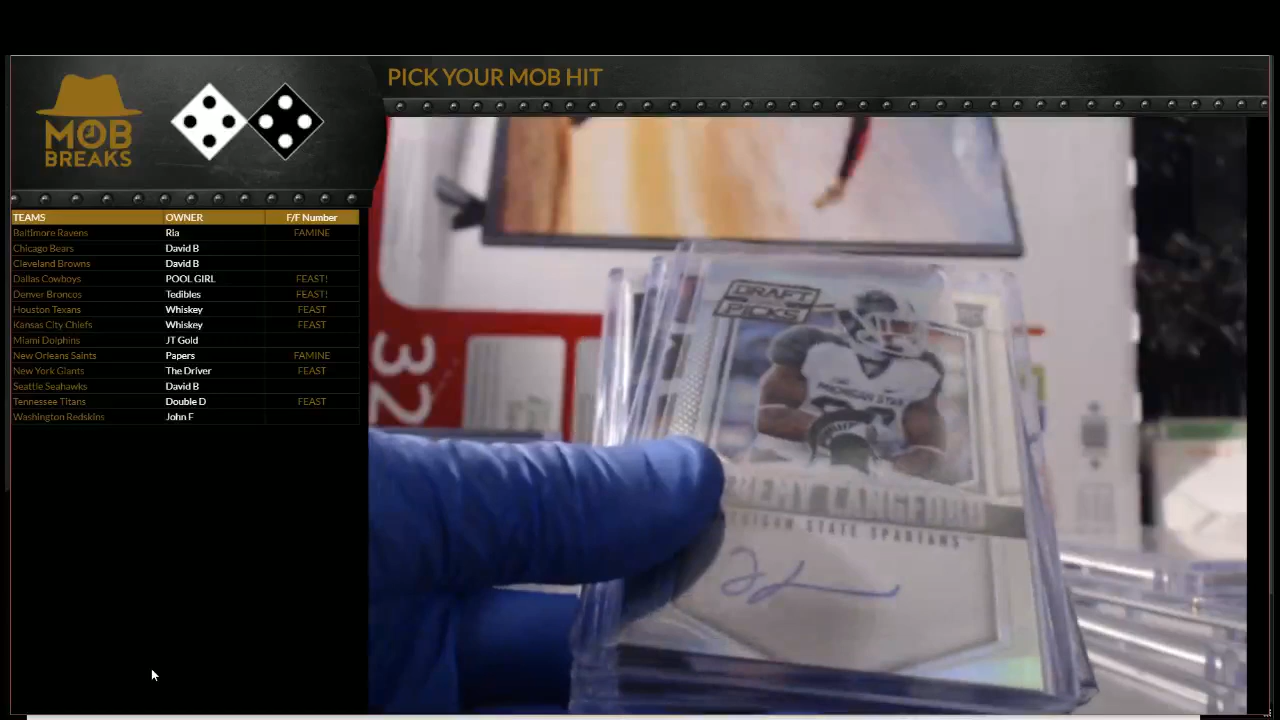 PICK YOUR MOB HIT
MOB
BREAKS
TEAMS OWNER F/F Number
Baltimore Ravens Ria FAMINE
Chicago Bears David B
Cleveland Browns David B
Dallas Cowboys POOL GIRL FEAST!
Denver Broncos Tedibles FEAST!
Houston Texans Whiskey FEAST
Kansas City Chiefs Whiskey FEAST
Miami Dolphins JT Gold
New Orleans Saints Papers FAMINE
New York Giants The Driver FEAST
Seattle Seahawks David B
Tennessee Titans Double D FEAST
Washington Redskins John F
32
DRAFT
PICKS
MICHIGAN STATE
LANGFORD
STATE SPARTANS